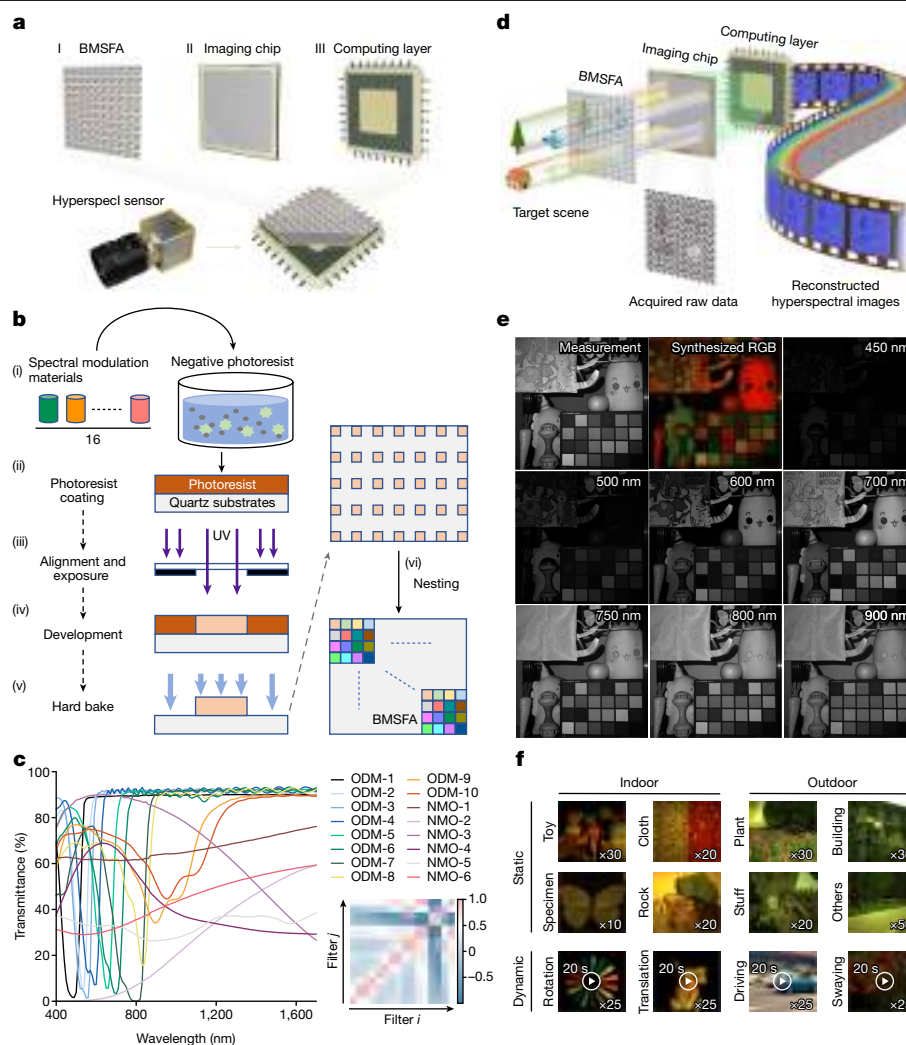 a
I BMSFA
II Imaging chip
III Computing layer
Hyperspecl sensor
d
BMSFA
Imaging chip
Computing layer
Target scene
Acquired raw data
Reconstructed
hyperspectral images
b
(i)
Spectral modulation
materials
16
Negative photoresist
(ii)
Photoresist
coating
Photoresist
Quartz substrates
(iii)
Alignment and
exposure
UV
(iv)
Development
(v)
Hard bake
(vi)
Nesting
BMSFA
e
Measurement
Synthesized RGB
450 nm
500 nm
600 nm
700 nm
750 nm
800 nm
900 nm
c
Transmittance (%)
100
80
60
40
20
0
400
800
1,200
1,600
Wavelength (nm)
ODM-1
ODM-2
ODM-3
ODM-4
ODM-5
ODM-6
ODM-7
ODM-8
ODM-9
ODM-10
NMO-1
NMO-2
NMO-3
NMO-4
NMO-5
NMO-6
Filter j
Filter i
1.0
0.5
0
−0.5
f
Indoor
Outdoor
Static
Toy
×30
Cloth
×20
Plant
×30
Building
Specimen
×10
Rock
×20
Stuff
×20
Others
Dynamic
Rotation
20 s
×25
Translation
20 s
×25
Driving
20 s
×25
Swaying
20 s